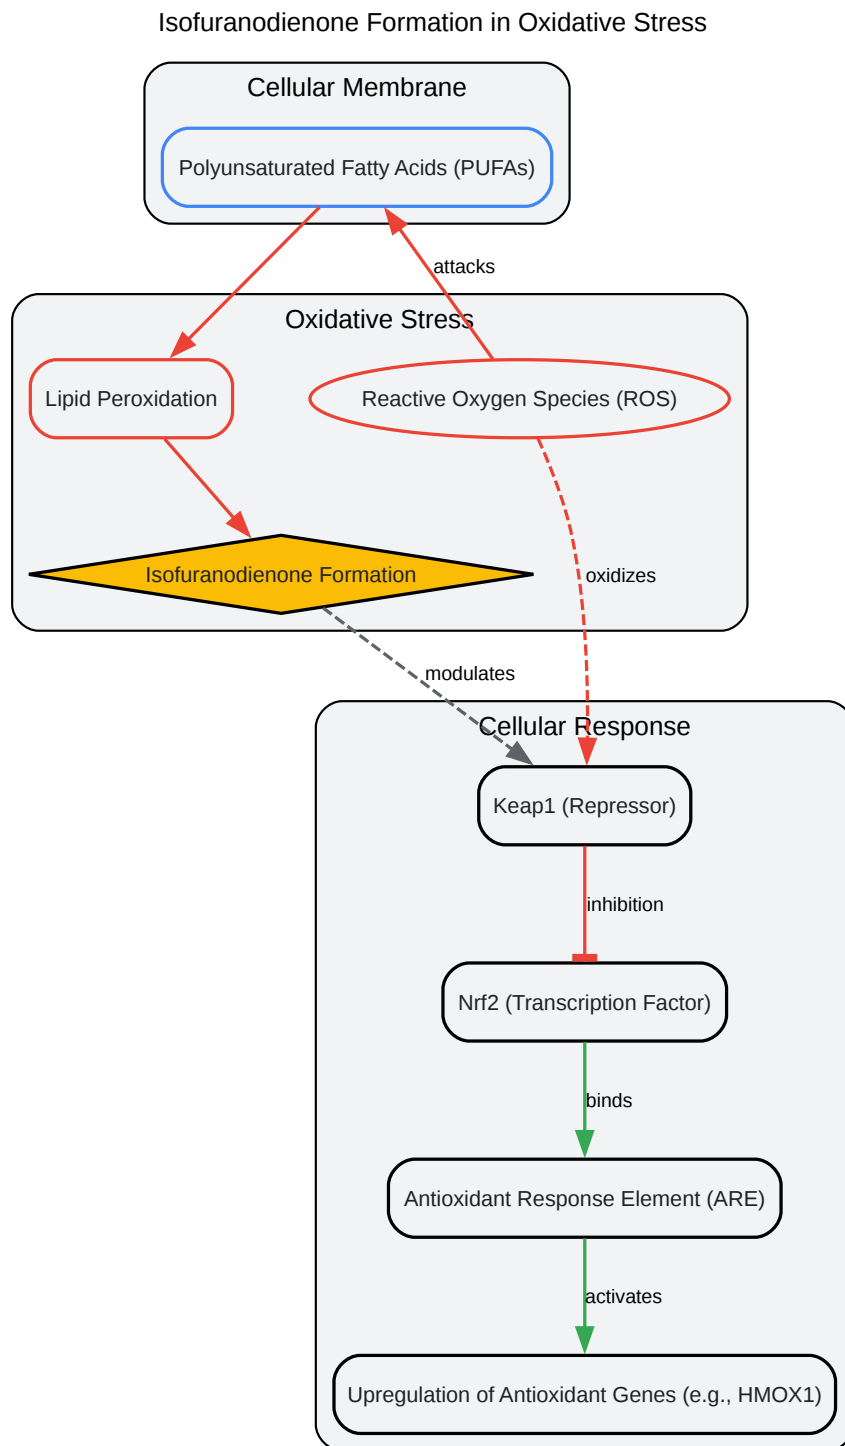 Isofuranodienone Formation in Oxidative Stress
Cellular Membrane
Polyunsaturated Fatty Acids (PUFAs)
attacks
Oxidative Stress
Lipid Peroxidation
Reactive Oxygen Species (ROS)
Isofuranodienone Formation
oxidizes
modulates
Cellular Response
Keap1 (Repressor)
inhibition
Nrf2 (Transcription Factor)
binds
Antioxidant Response Element (ARE)
activates
Upregulation of Antioxidant Genes (e.g., HMOX1)